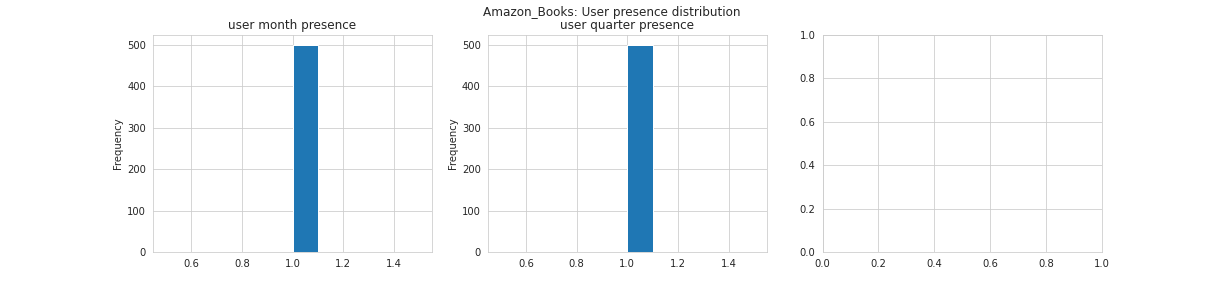 Amazon_Books: User presence distribution
user month presence
Frequency
500
400
300
200
100
0
0.6 0.8 1.0 1.2 1.4
user quarter presence
Frequency
500
400
300
200
100
0
0.6 0.8 1.0 1.2 1.4
1.0
0.8
0.6
0.4
0.2
0.0
0.0 0.2 0.4 0.6 0.8 1.0